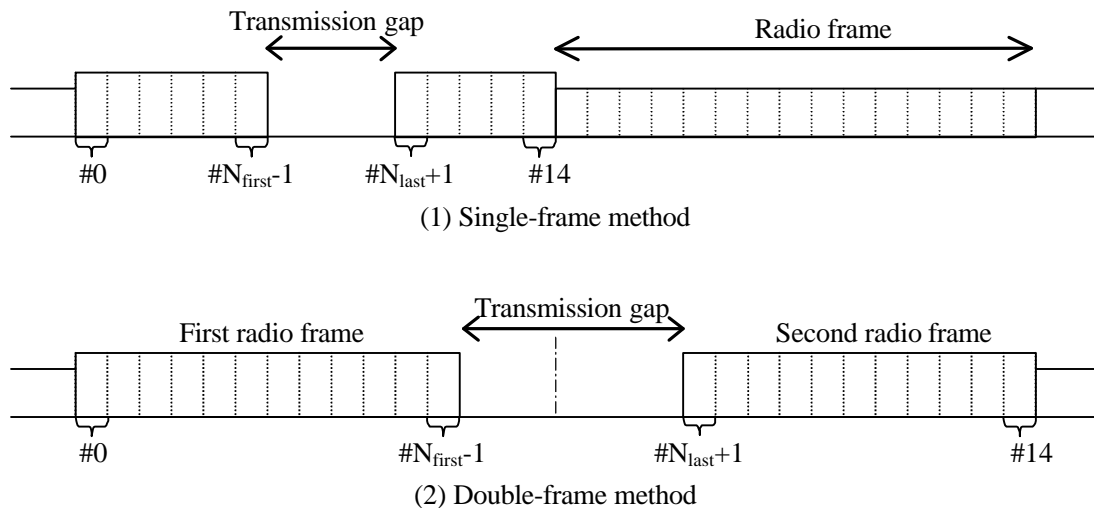 Transmission gap
Radio frame
#0
#Nfirst-1
#Nlast+1
#14
(1) Single-frame method
Transmission gap
First radio frame
Second radio frame
#0
#Nfirst-1
#Nlast+1
#14
(2) Double-frame method